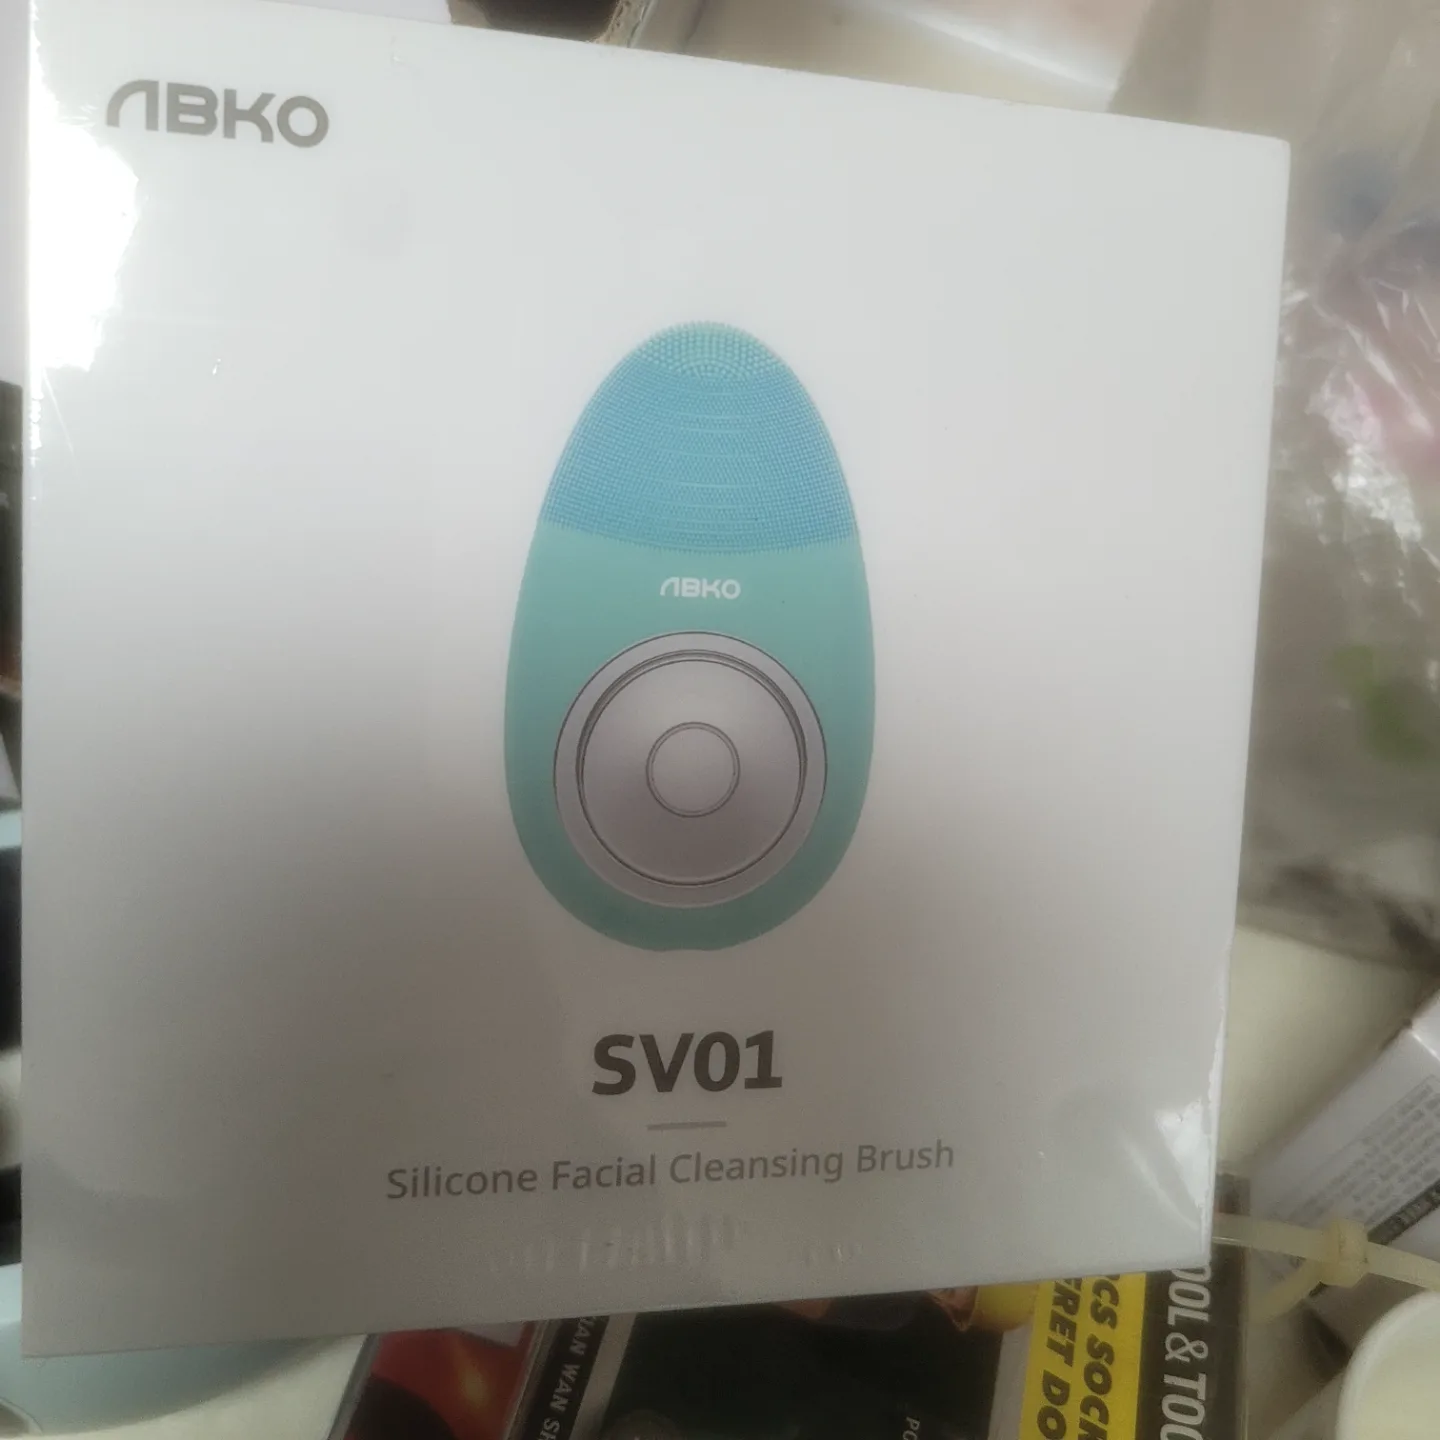 ABKO
ABKO
SV01
Silicone Facial Cleansing Brush